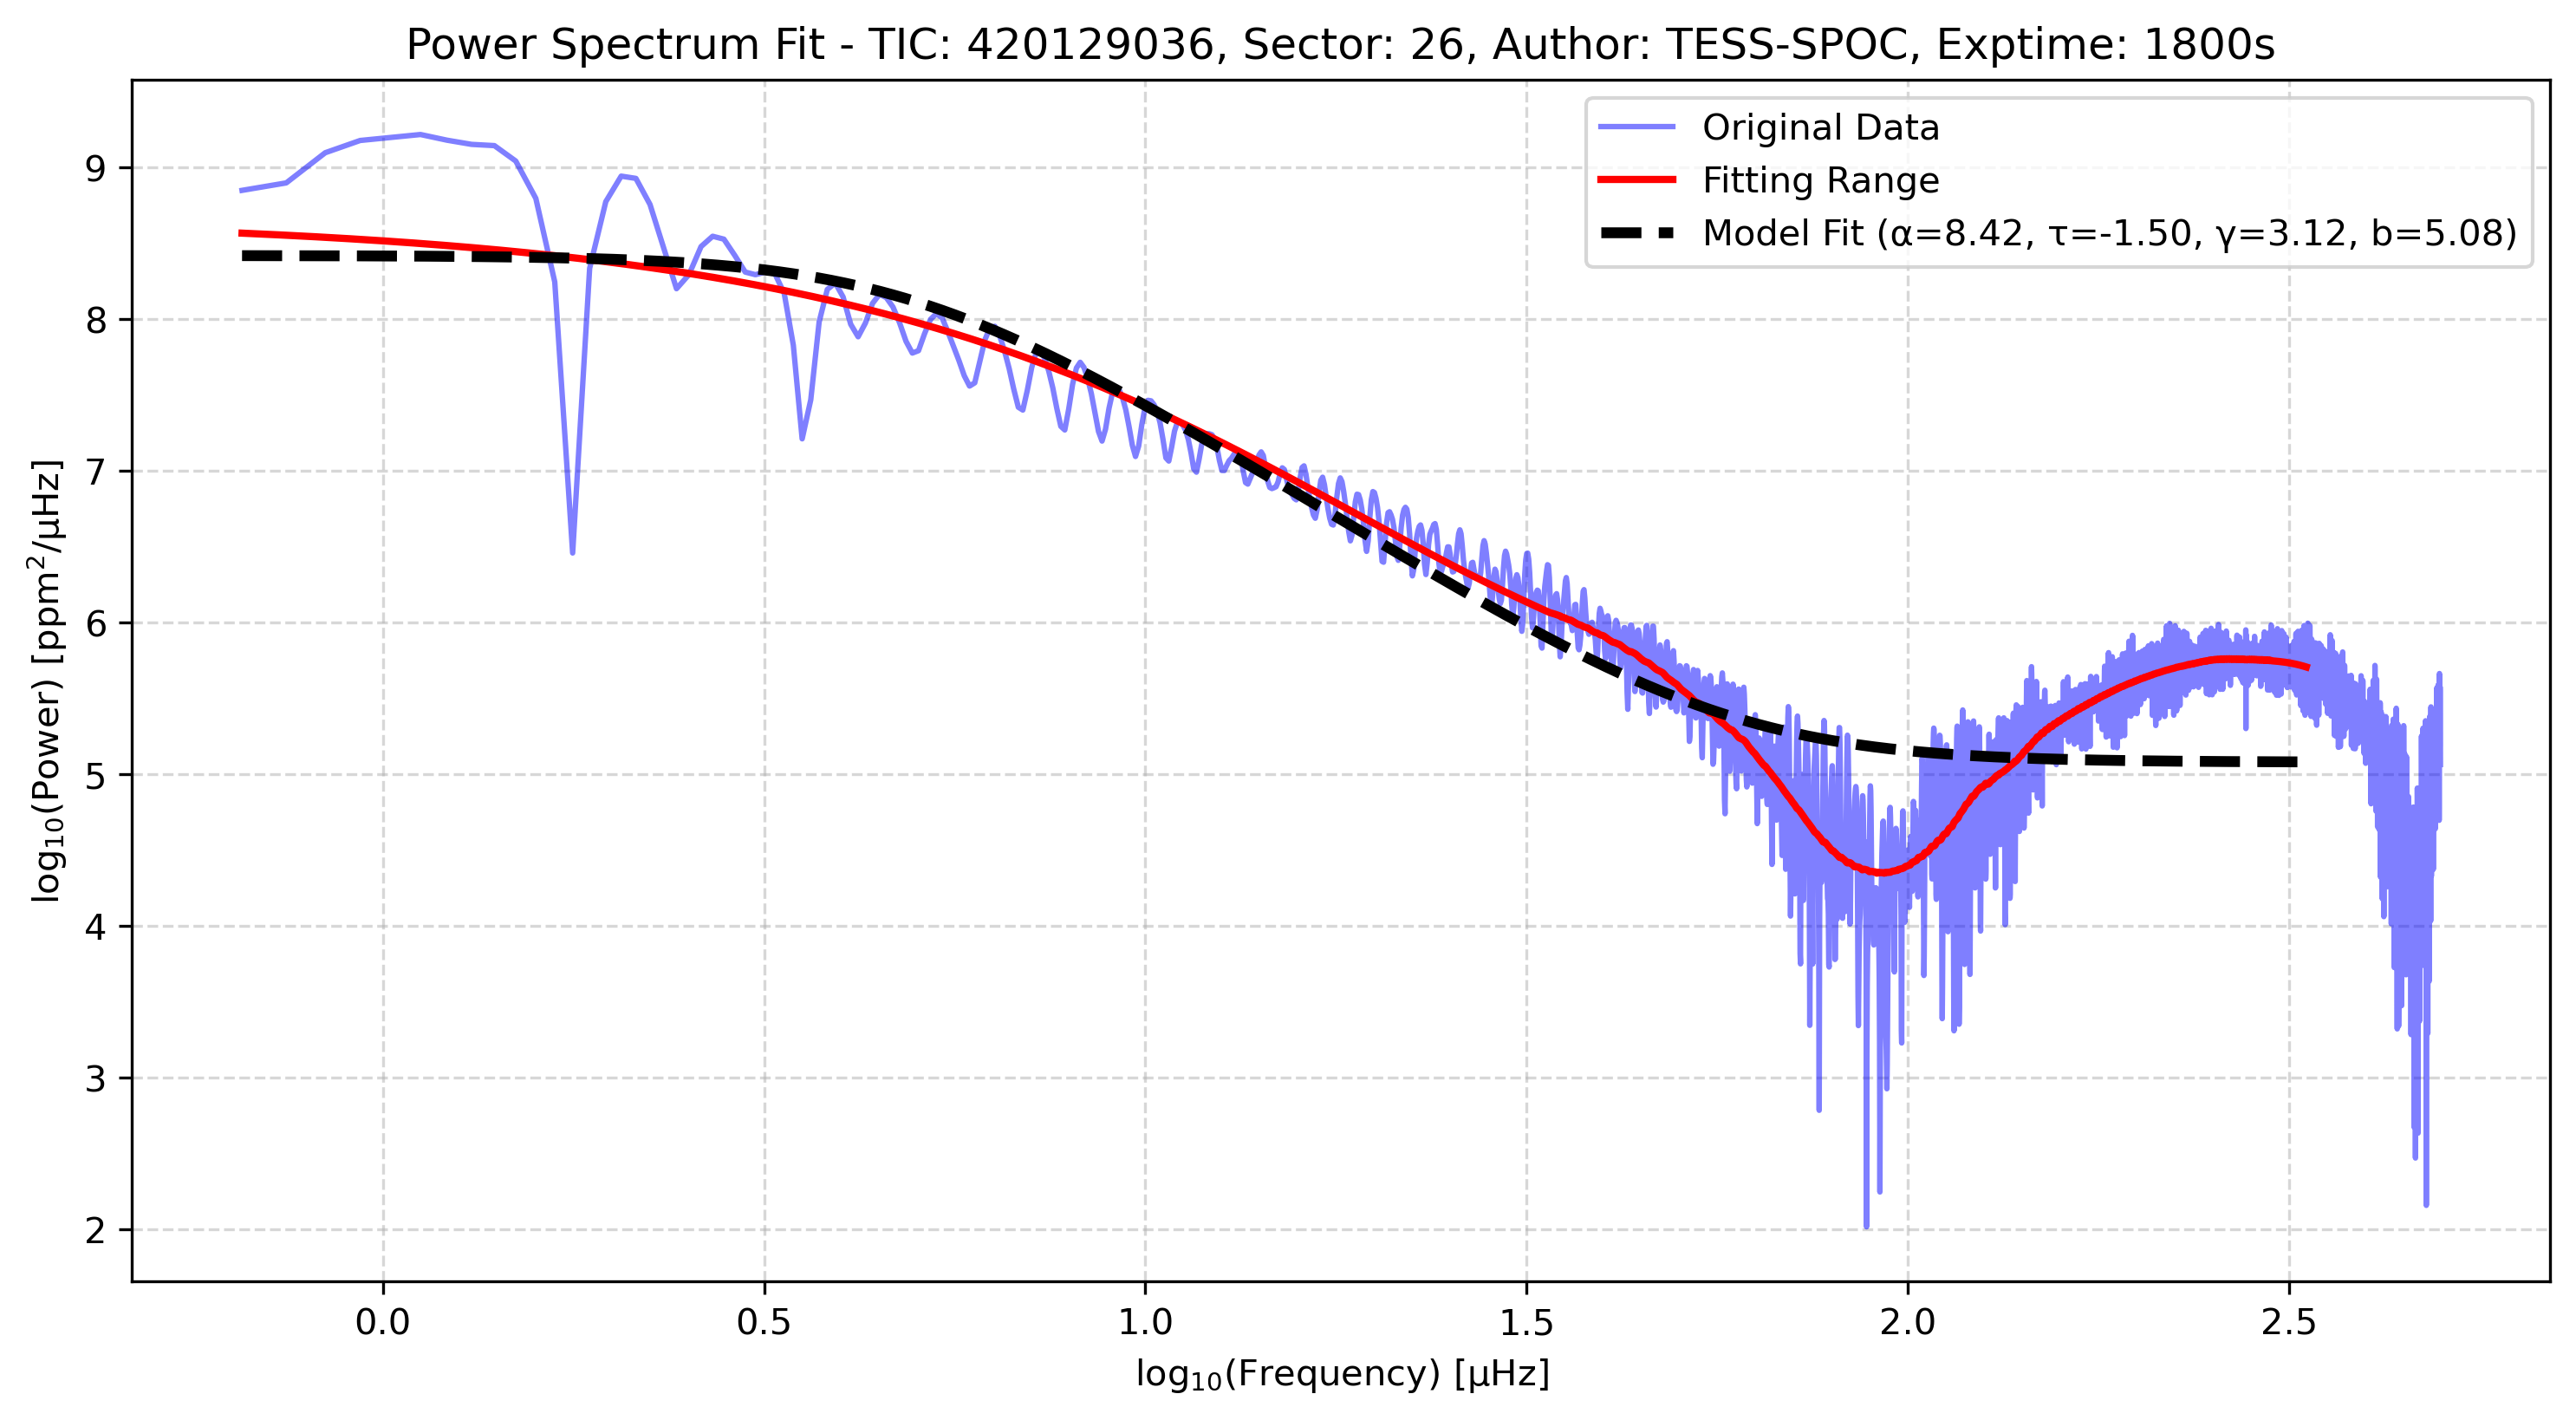 Power Spectrum Fit - TIC: 420129036, Sector: 26, Author: TESS-SPOC, Exptime: 1800s
Original Data
Fitting Range
Model Fit (α=8.42, τ=-1.50, γ=3.12, b=5.08)
log₁₀(Power) [ppm²/μHz]
9
8
7
6
5
4
3
2
0.0 0.5 1.0 1.5 2.0 2.5
log₁₀(Frequency) [μHz]